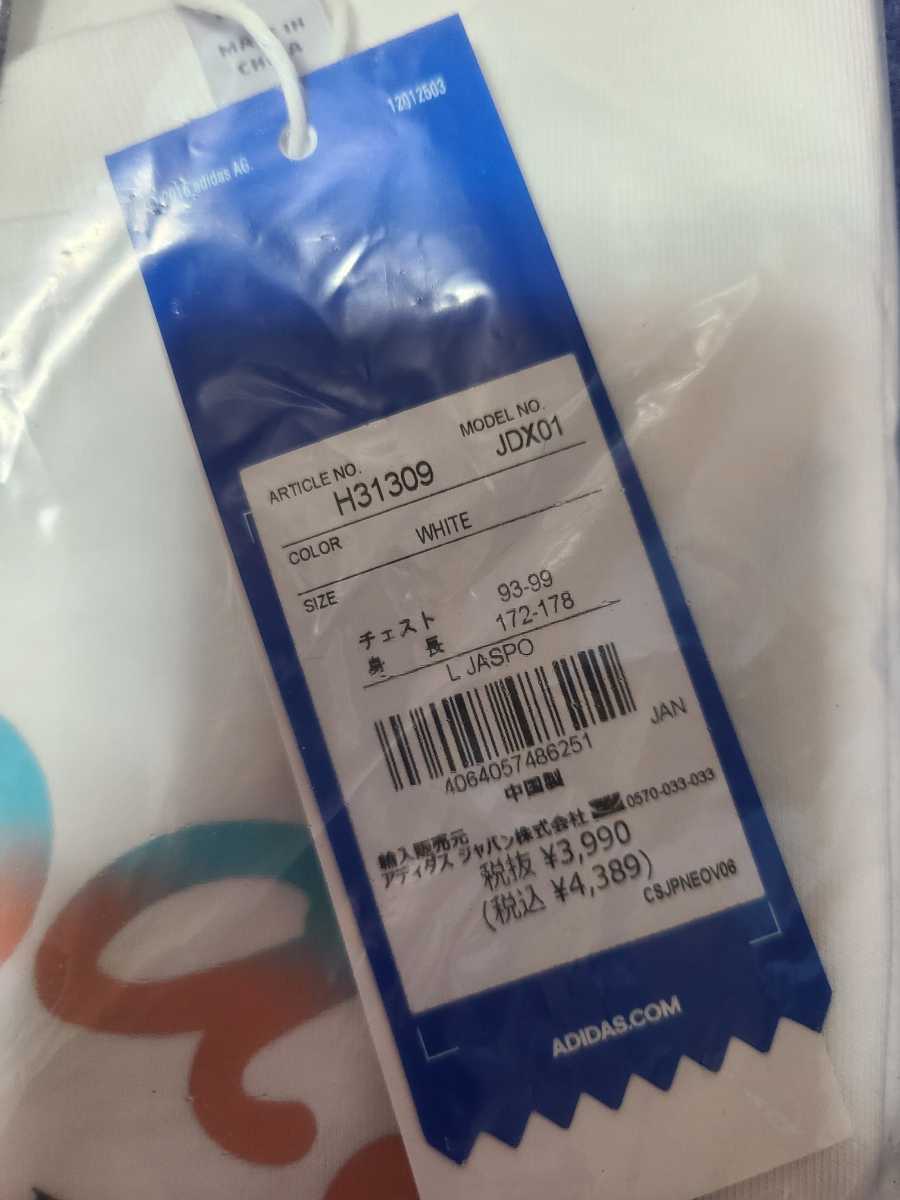 MADE IN
CHINA
12012503
2016 adidas AG.
ARTICLE NO.
MODEL NO.
H31309
JDX01
COLOR
WHITE
SIZE
チェスト 93-99
身 長 172-178
L JASPO
JAN
4064057486251
中国製
輸入販売元
アディダス ジャパン株式会社 0570-033-033
税抜 ¥3,990
(税込 ¥4,389)
CSJPNEOV06
ADIDAS.COM